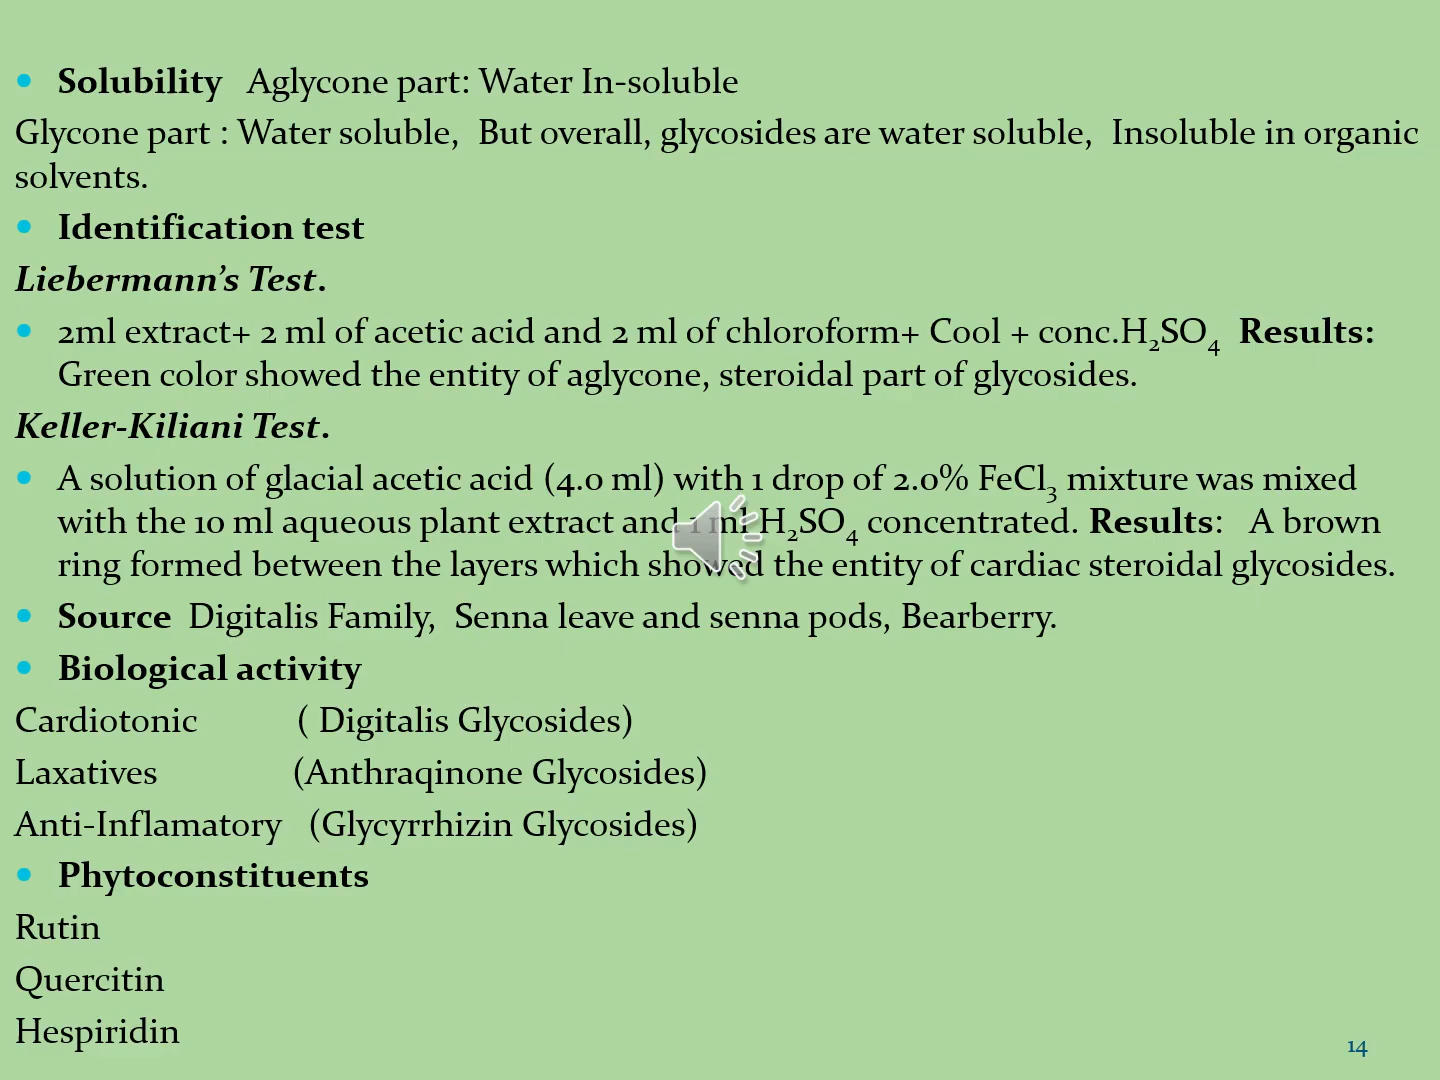 Solubility Aglycone part: Water In-soluble
Glycone part : Water soluble, But overall, glycosides are water soluble, Insoluble in organic
solvents.
Identification test
Liebermann’s Test.
2ml extract+ 2 ml of acetic acid and 2 ml of chloroform+ Cool + conc.H₂SO₄ Results:
Green color showed the entity of aglycone, steroidal part of glycosides.
Keller-Kiliani Test.
A solution of glacial acetic acid (4.0 ml) with 1 drop of 2.0% FeCl₃ mixture was mixed
with the 10 ml aqueous plant extract and 1 ml H₂SO₄ concentrated. Results: A brown
ring formed between the layers which showed the entity of cardiac steroidal glycosides.
Source Digitalis Family, Senna leave and senna pods, Bearberry.
Biological activity
Cardiotonic ( Digitalis Glycosides)
Laxatives (Anthraqinone Glycosides)
Anti-Inflamatory (Glycyrrhizin Glycosides)
Phytoconstituents
Rutin
Quercitin
Hespiridin
14